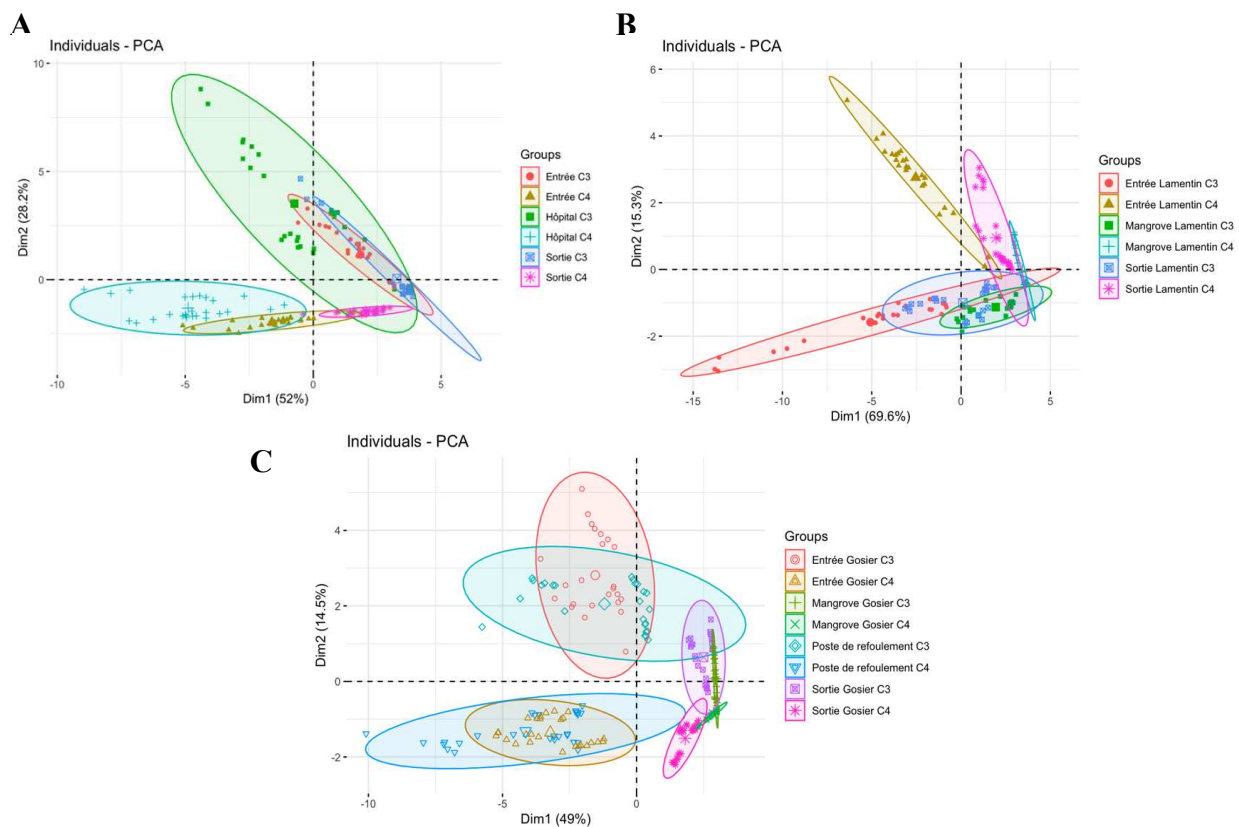 A
Individuals - PCA
10
5
0
Dim2 (28.2%)
-10
-5
0
5
Dim1 (52%)
Groups
Entrée C3
Entrée C4
Hôpital C3
Hôpital C4
Sortie C3
Sortie C4
B
Individuals - PCA
6
4
2
0
-2
Dim2 (15.3%)
-15
-10
-5
0
5
Dim1 (69.6%)
Groups
Entrée Lamentin C3
Entrée Lamentin C4
Mangrove Lamentin C3
Mangrove Lamentin C4
Sortie Lamentin C3
Sortie Lamentin C4
C
Individuals - PCA
4
2
0
-2
Dim2 (14.5%)
-10
-5
0
Dim1 (49%)
Groups
Entrée Gosier C3
Entrée Gosier C4
Mangrove Gosier C3
Mangrove Gosier C4
Poste de refoulement C3
Poste de refoulement C4
Sortie Gosier C3
Sortie Gosier C4